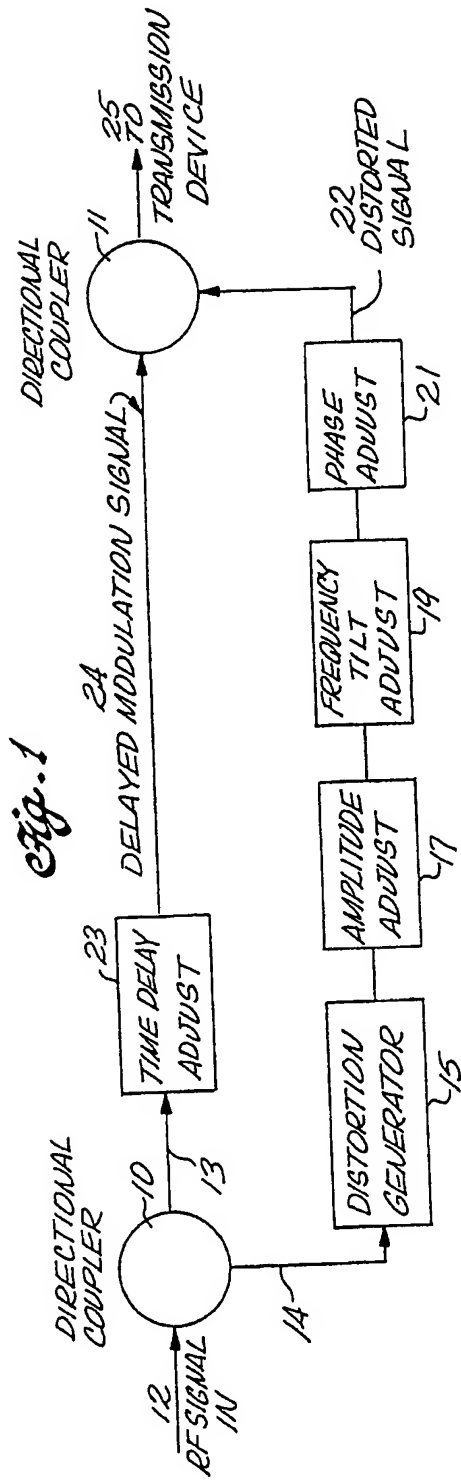 Fig. 1
DIRECTIONAL
COUPLER
10
12
RF SIGNAL
IN
13
14
23
TIME DELAY
ADJUST
24
DELAYED MODULATION SIGNAL
DIRECTIONAL
COUPLER
11
25
TO
TRANSMISSION
DEVICE
DISTORTION
GENERATOR
15
AMPLITUDE
ADJUST
17
FREQUENCY
TILT
ADJUST
19
PHASE
ADJUST
21
22
DISTORTED
SIGNAL